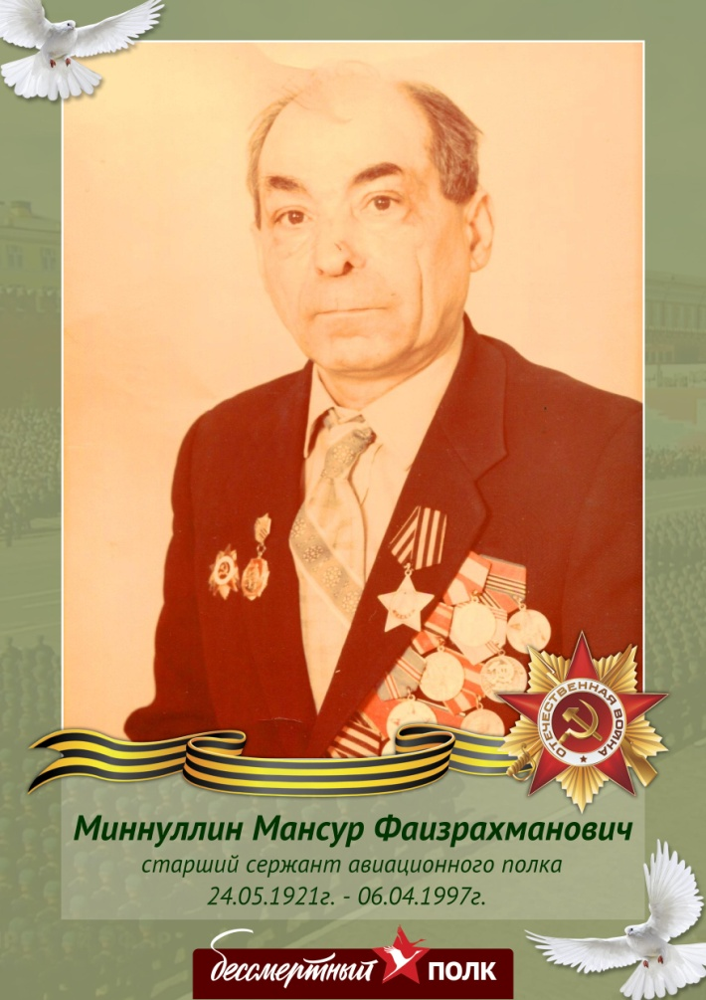 ОТЕЧЕСТВЕННАЯ ВОЙНА
Миннуллин Мансур Фаизрахманович
старший сержант авиационного полка
24.05.1921г. - 06.04.1997г.
бессмертный ПОЛК